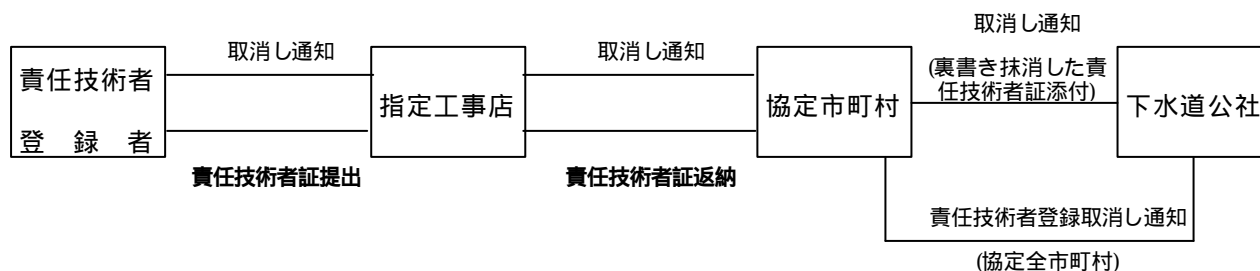 取消し通知
取消し通知
取消し通知
(裏書き抹消した責
任技術者証添付)
責任技術者
登録者
指定工事店
協定市町村
下水道公社
責任技術者証提出
責任技術者証返納
責任技術者登録取消し通知
(協定全市町村)